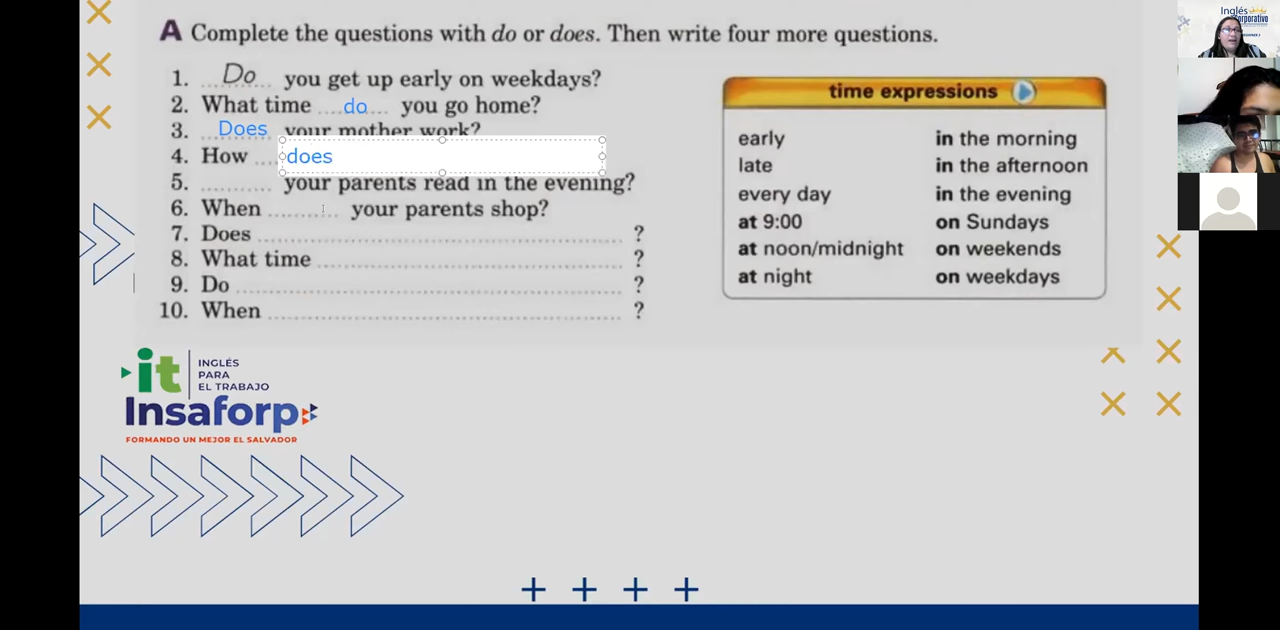 A Complete the questions with do or does. Then write four more questions.
1. Do you get up early on weekdays?
2. What time do you go home?
3. Does your mother work?
4. How does
5. your parents read in the evening?
6. When your parents shop?
7. Does ?
8. What time ?
9. Do ?
10. When ?
time expressions
early in the morning
late in the afternoon
every day in the evening
at 9:00 on Sundays
at noon/midnight on weekends
at night on weekdays
it INGLÉS
PARA
EL TRABAJO
Insaforp
FORMANDO UN MEJOR EL SALVADOR
Inglés